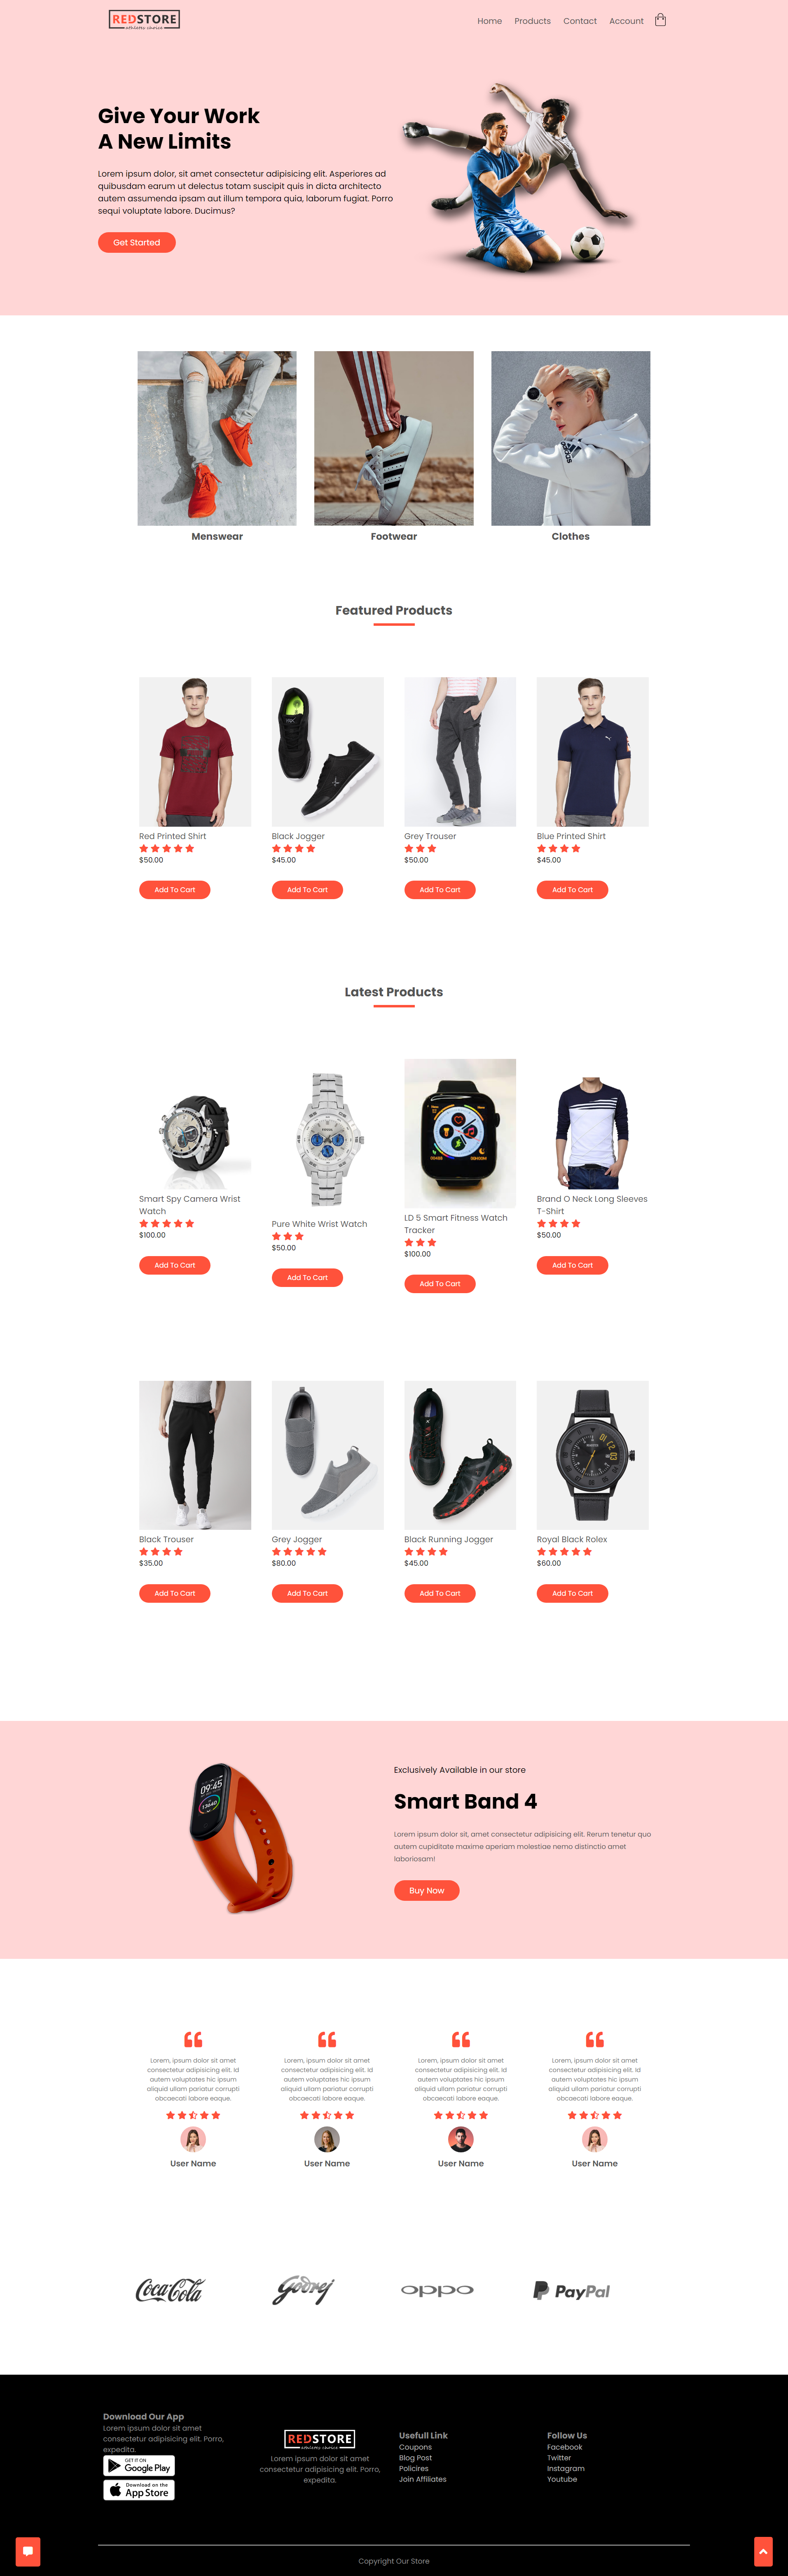 REDSTORE
athletic choice
Home
Products
Contact
Account
Give Your Work
A New Limits
Lorem ipsum dolor, sit amet consectetur adipisicing elit. Asperiores ad
quibusdam earum ut delectus totam suscipit quis in dicta architecto
autem assumenda ipsam aut illum tempora quia, laborum fugiat. Porro
sequi voluptate labore. Ducimus?
Get Started
adidas
Menswear
Footwear
Clothes
Featured Products
Red Printed Shirt
$50.00
Add To Cart
Black Jogger
$45.00
Add To Cart
Grey Trouser
$50.00
Add To Cart
Blue Printed Shirt
$45.00
Add To Cart
Latest Products
Smart Spy Camera Wrist
Watch
$100.00
Add To Cart
Pure White Wrist Watch
$50.00
Add To Cart
LD 5 Smart Fitness Watch
Tracker
$100.00
Add To Cart
Brand O Neck Long Sleeves
T-Shirt
$50.00
Add To Cart
Black Trouser
$35.00
Add To Cart
Grey Jogger
$80.00
Add To Cart
Black Running Jogger
$45.00
Add To Cart
Royal Black Rolex
$60.00
Add To Cart
09:45
Exclusively Available in our store
Smart Band 4
Lorem ipsum dolor sit, amet consectetur adipisicing elit. Rerum tenetur quo
autem cupiditate maxime aperiam molestiae nemo distinctio amet
laboriosam!
Buy Now
Lorem, ipsum dolor sit amet
consectetur adipisicing elit. Id
autem voluptates hic ipsum
aliquid ullam pariatur corrupti
obcaecati labore eaque.
User Name
Lorem, ipsum dolor sit amet
consectetur adipisicing elit. Id
autem voluptates hic ipsum
aliquid ullam pariatur corrupti
obcaecati labore eaque.
User Name
Lorem, ipsum dolor sit amet
consectetur adipisicing elit. Id
autem voluptates hic ipsum
aliquid ullam pariatur corrupti
obcaecati labore eaque.
User Name
Lorem, ipsum dolor sit amet
consectetur adipisicing elit. Id
autem voluptates hic ipsum
aliquid ullam pariatur corrupti
obcaecati labore eaque.
User Name
Coca-Cola
Godrej
oppo
PayPal
Download Our App
Lorem ipsum dolor sit amet
consectetur adipisicing elit. Porro,
expedita.
GET IT ON
Google Play
Download on the
App Store
REDSTORE
Lorem ipsum dolor sit amet
consectetur adipisicing elit. Porro,
expedita.
Usefull Link
Coupons
Blog Post
Policires
Join Affiliates
Follow Us
Facebook
Twitter
Instagram
Youtube
Copyright Our Store